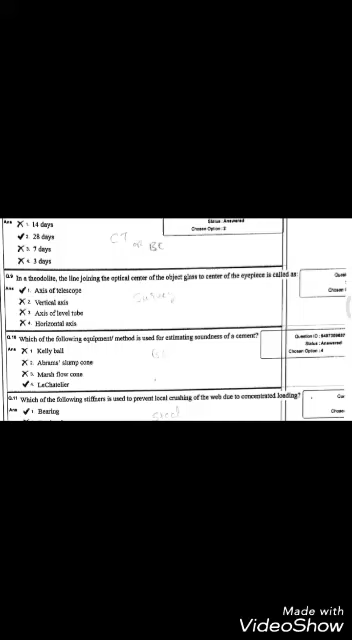 Ans ✗ 1. 14 days
Status : Answered
✓ 2. 28 days
Chosen Option : 2
✗ 3. 7 days
CT or BC
✗ 4. 3 days
Q.9 In a theodolite, the line joining the optical center of the object glass to center of the eyepiece is called as:
Ans ✓ 1. Axis of telescope
Chosen
✗ 2. Vertical axis
✗ 3. Axis of level tube
✗ 4. Horizontal axis
Q.10 Which of the following equipment/ method is used for estimating soundness of a cement?
Status : Answered
Ans ✗ 1. Kelly ball
Chosen Option : 4
✗ 2. Abrams' slump cone
✗ 3. Marsh flow cone
✓ 4. LeChatelier
Q.11 Which of the following stiffners is used to prevent local crushing of the web due to concentrated loading?
Ans ✓ 1. Bearing
Steel
Made with
VideoShow